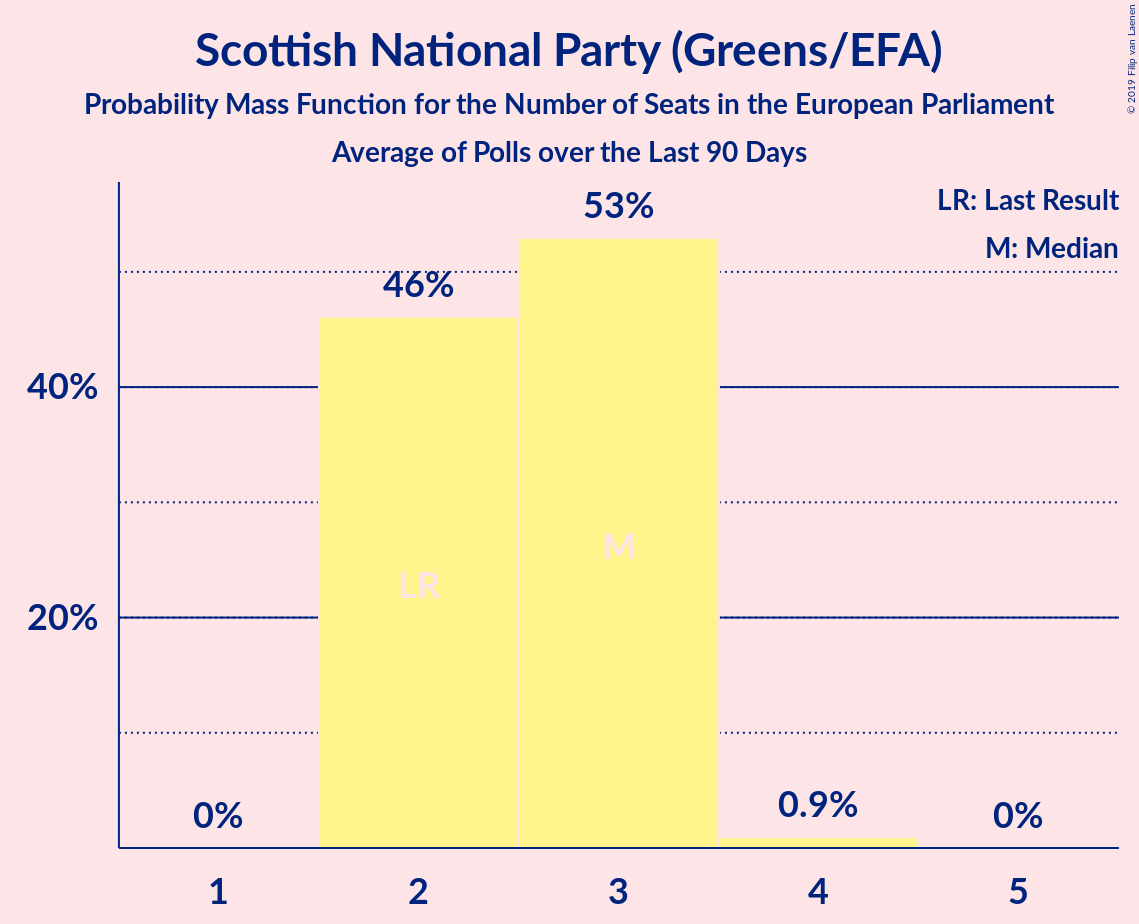 Scottish National Party (Greens/EFA)
Probability Mass Function for the Number of Seats in the European Parliament
Average of Polls over the Last 90 Days
© 2019 Filip van Laenen
LR: Last Result
M: Median
53%
46%
40%
M
LR
20%
0%
0.9%
0%
1 2 3 4 5